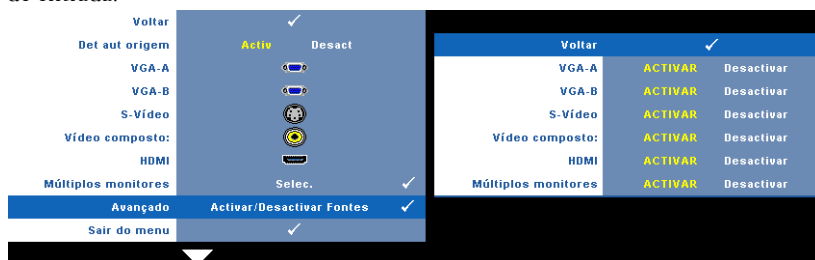 Voltar
Det aut origem Activ Desact
VGA-A
VGA-B
S-Vídeo
Vídeo composto:
HDMI
Múltiplos monitores Selec.
Avançado Activar/Desactivar Fontes
Sair do menu
Voltar
VGA-A ACTIVAR Desactivar
VGA-B ACTIVAR Desactivar
S-Vídeo ACTIVAR Desactivar
Vídeo composto: ACTIVAR Desactivar
HDMI ACTIVAR Desactivar
Múltiplos monitores ACTIVAR Desactivar